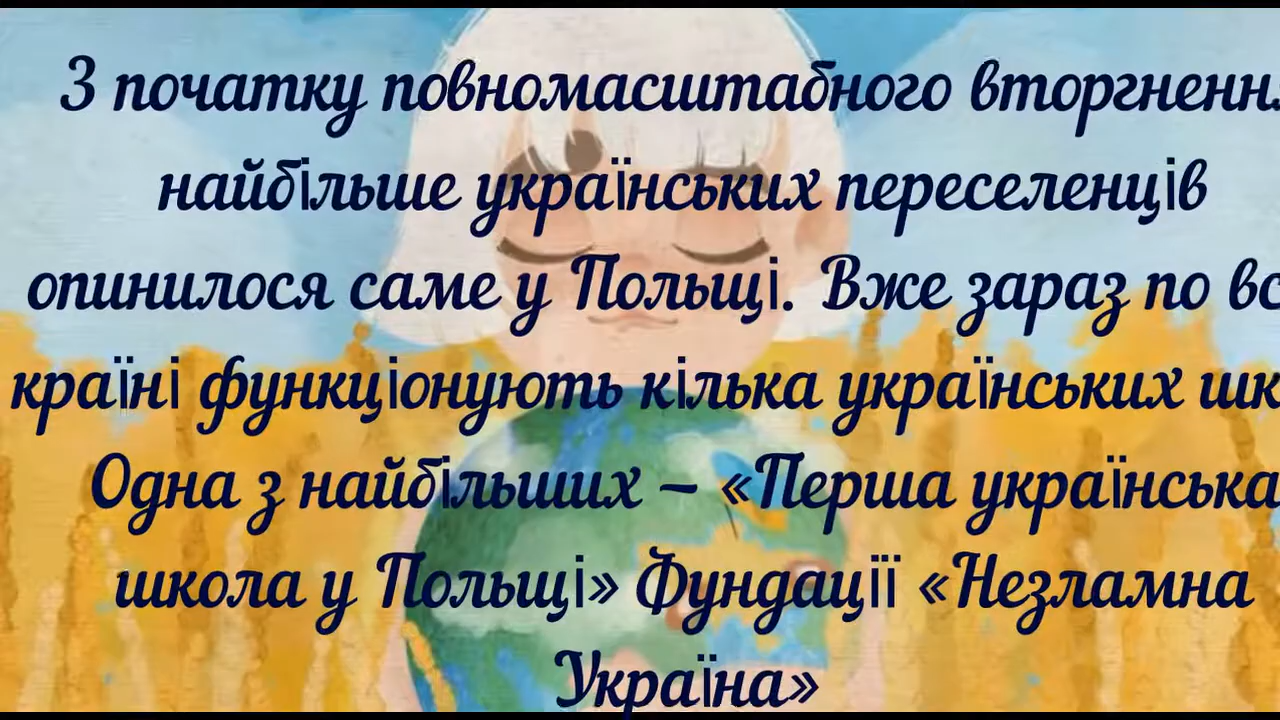 З початку повномасштабного вторгненн
найбільше українських переселенців
опинилося саме у Польщі. Вже зараз по вс
країні функціонують кілька українських шк
Одна з найбільших – «Перша українська
школа у Польщі» Фундації «Незламна
Україна»